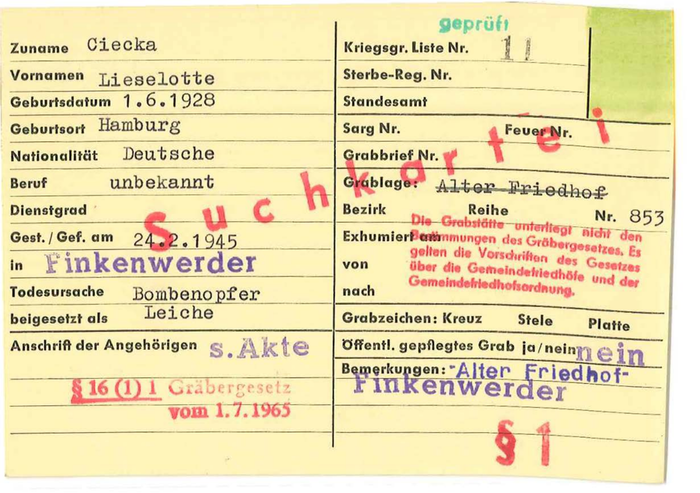 Zuname Ciecka
Vornamen Lieselotte
Geburtsdatum 1.6.1928
Geburtsort Hamburg
Nationalität Deutsche
Beruf unbekannt
Dienstgrad
Gest./Gef. am 24.2.1945
in Finkenwerder
Todesursache Bombenopfer
beigesetzt als Leiche
Anschrift der Angehörigen s.Akte
§ 16 (1) 1 Gräbergesetz
vom 1.7.1965
geprüft
Kriegsgr. Liste Nr. 11
Sterbe-Reg. Nr.
Standesamt
Sarg Nr. Feuer Nr.
Grabbrief Nr.
Suchkartei
Grablage: Alter Friedhof
Bezirk Reihe Nr. 853
Die Grabstätte unterliegt nicht den
Bestimmungen des Gräbergesetzes. Es
gelten die Vorschriften des Gesetzes
über die Gemeindefriedhöfe und der
Gemeindefriedhofsordnung.
Exhumiert am
von
nach
Grabzeichen: Kreuz Stele Platte
Öffentl. gepflegtes Grab ja/nein nein
Bemerkungen: "Alter Friedhof-
Finkenwerder
§ 1